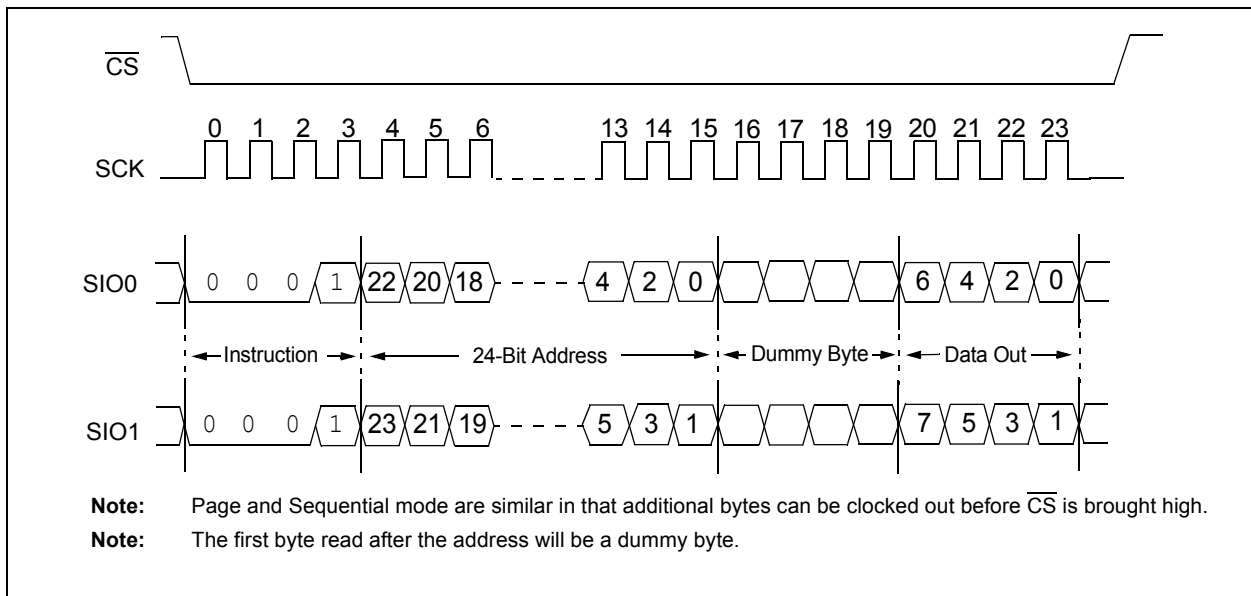 CS
0 1 2 3 4 5 6 13 14 15 16 17 18 19 20 21 22 23
SCK
SIO0 0 0 0 1 22 20 18 4 2 0 6 4 2 0
Instruction 24-Bit Address Dummy Byte Data Out
SIO1 0 0 0 1 23 21 19 5 3 1 7 5 3 1
Note: Page and Sequential mode are similar in that additional bytes can be clocked out before CS is brought high.
Note: The first byte read after the address will be a dummy byte.